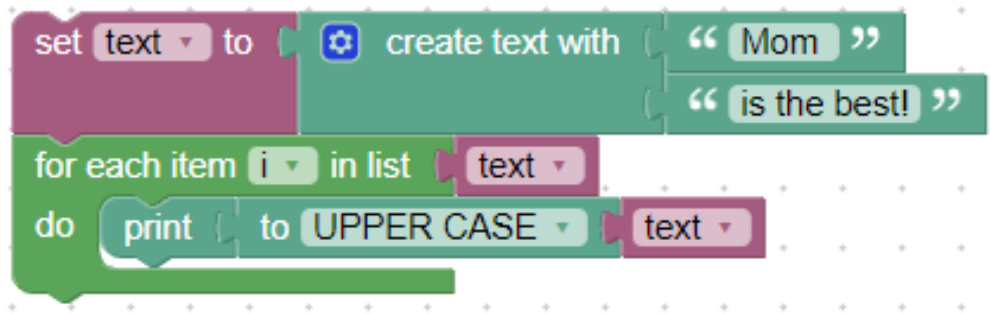 set text to create text with “ Mom ”
“ is the best! ”
for each item i in list text
do print to UPPER CASE text